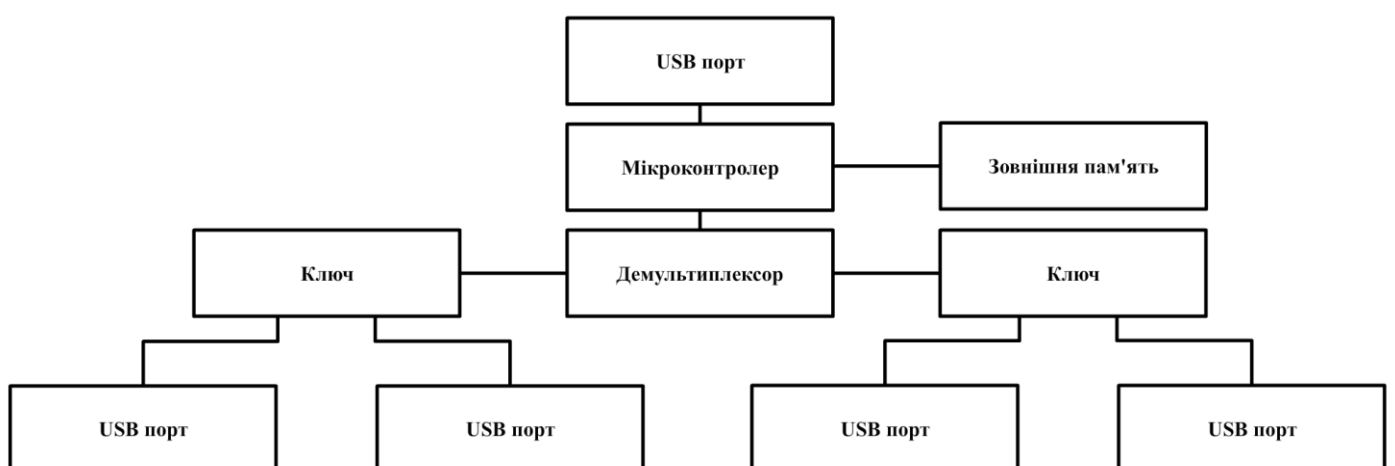 USB порт
Мікроконтролер
Зовнішня пам'ять
Ключ
Демультиплексор
Ключ
USB порт
USB порт
USB порт
USB порт